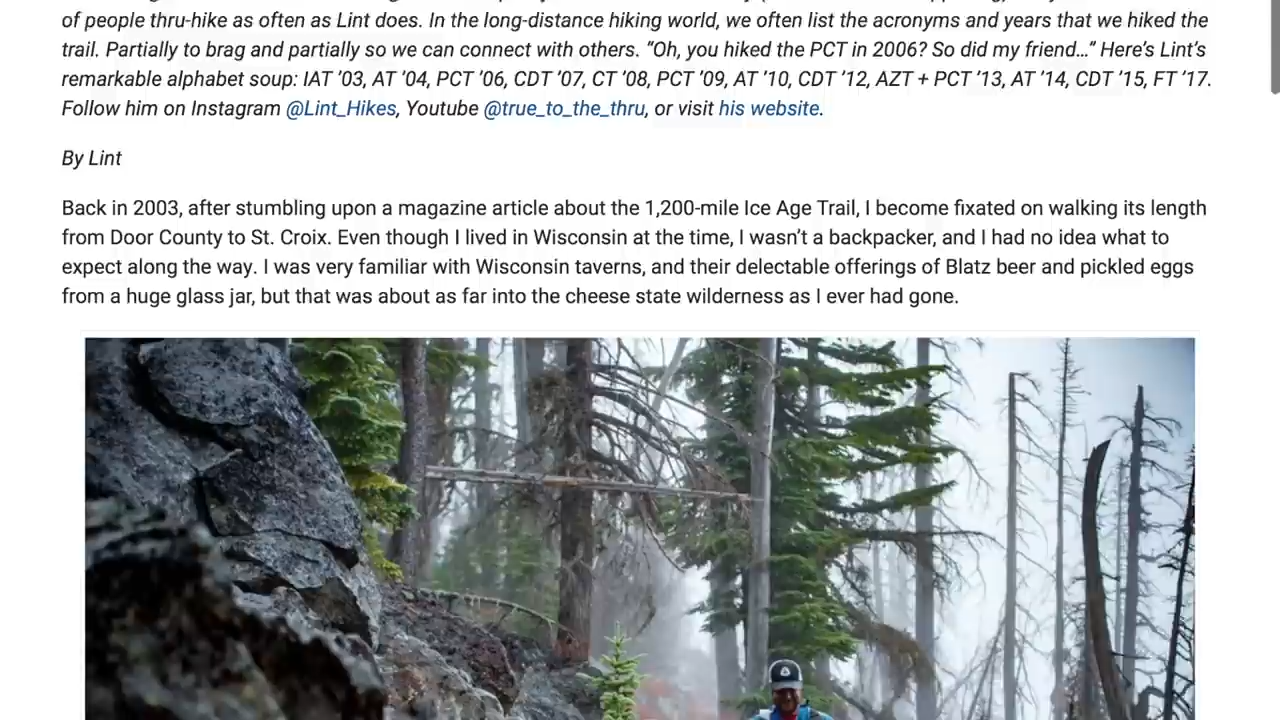 of people thru-hike as often as Lint does. In the long-distance hiking world, we often list the acronyms and years that we hiked the
trail. Partially to brag and partially so we can connect with others. “Oh, you hiked the PCT in 2006? So did my friend…” Here’s Lint’s
remarkable alphabet soup: IAT ’03, AT ’04, PCT ’06, CDT ’07, CT ’08, PCT ’09, AT ’10, CDT ’12, AZT + PCT ’13, AT ’14, CDT ’15, FT ’17.
Follow him on Instagram @Lint_Hikes, Youtube @true_to_the_thru, or visit his website.
By Lint
Back in 2003, after stumbling upon a magazine article about the 1,200-mile Ice Age Trail, I become fixated on walking its length
from Door County to St. Croix. Even though I lived in Wisconsin at the time, I wasn’t a backpacker, and I had no idea what to
expect along the way. I was very familiar with Wisconsin taverns, and their delectable offerings of Blatz beer and pickled eggs
from a huge glass jar, but that was about as far into the cheese state wilderness as I ever had gone.